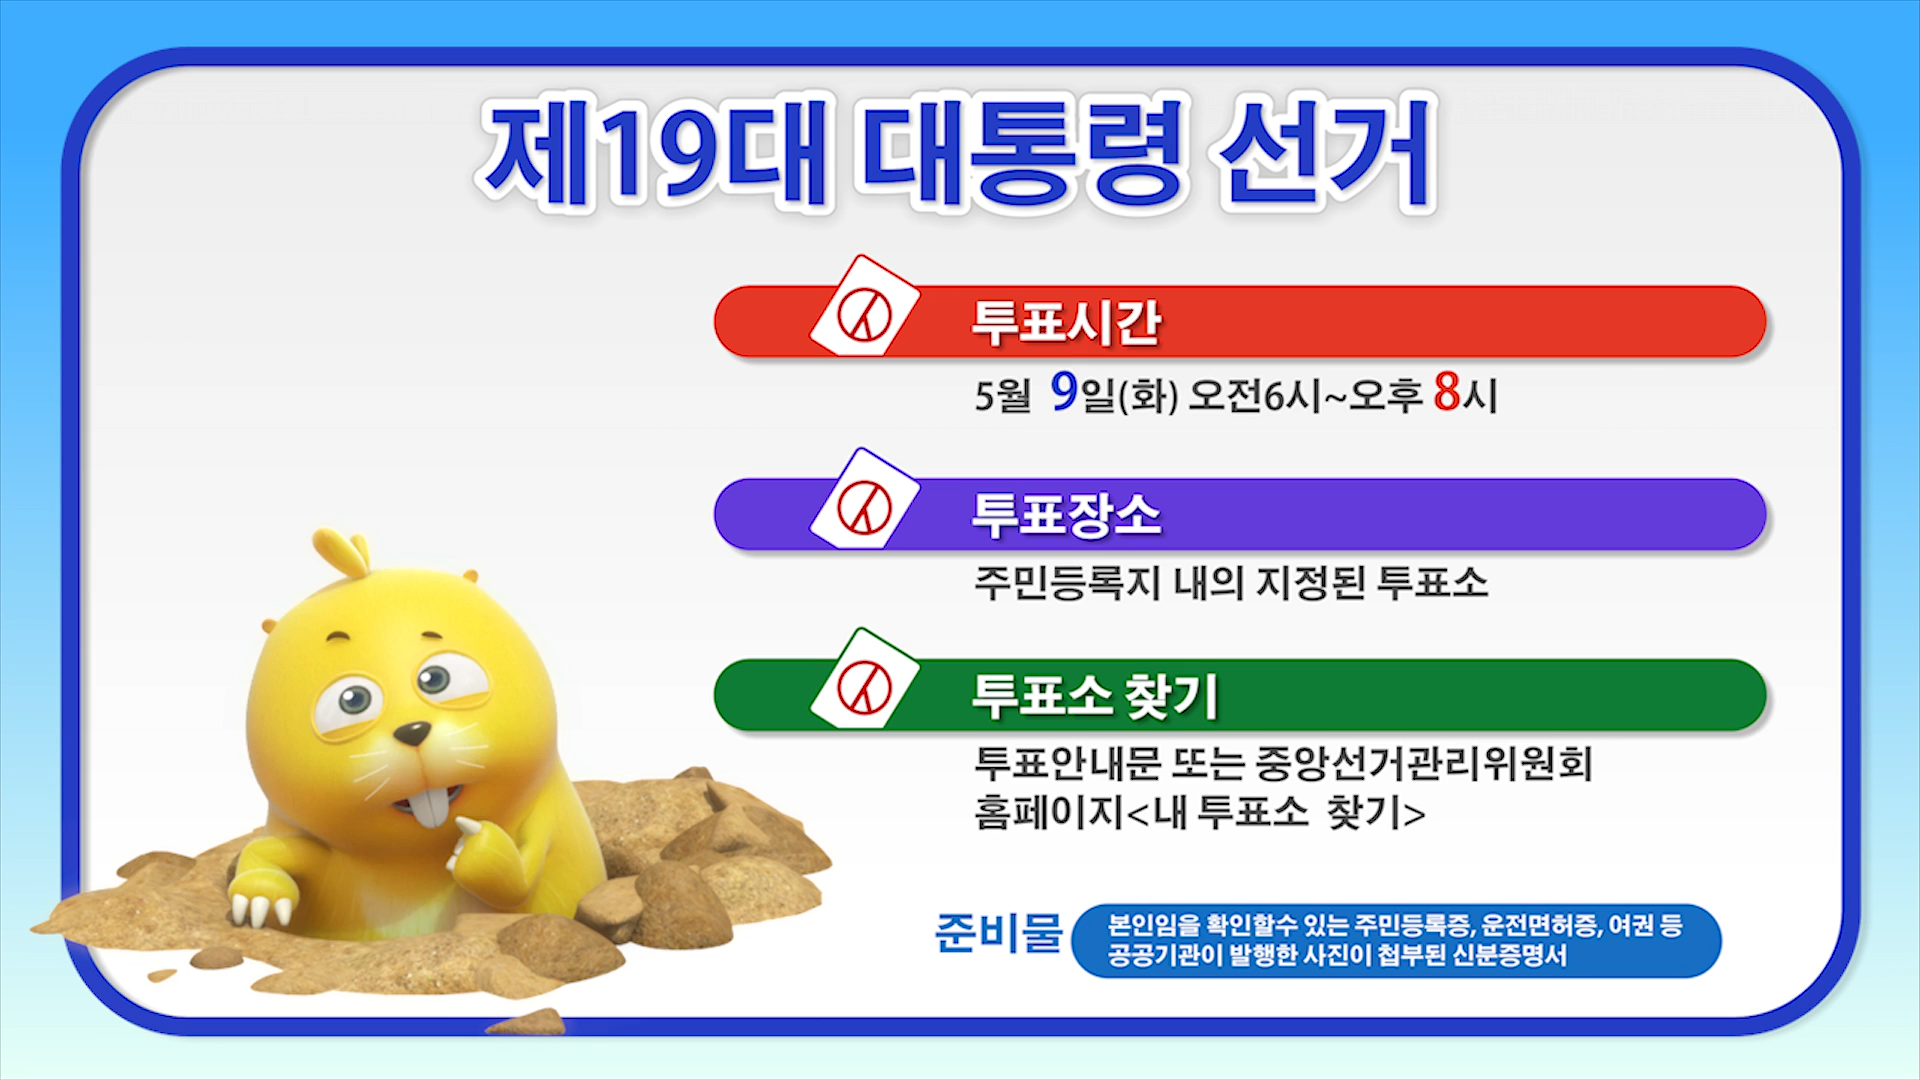 제19대 대통령 선거
투표시간
5월 9일(화) 오전6시~오후 8시
투표장소
주민등록지 내의 지정된 투표소
투표소 찾기
투표안내문 또는 중앙선거관리위원회
홈페이지<내 투표소 찾기>
준비물
본인임을 확인할수 있는 주민등록증, 운전면허증, 여권 등
공공기관이 발행한 사진이 첨부된 신분증명서